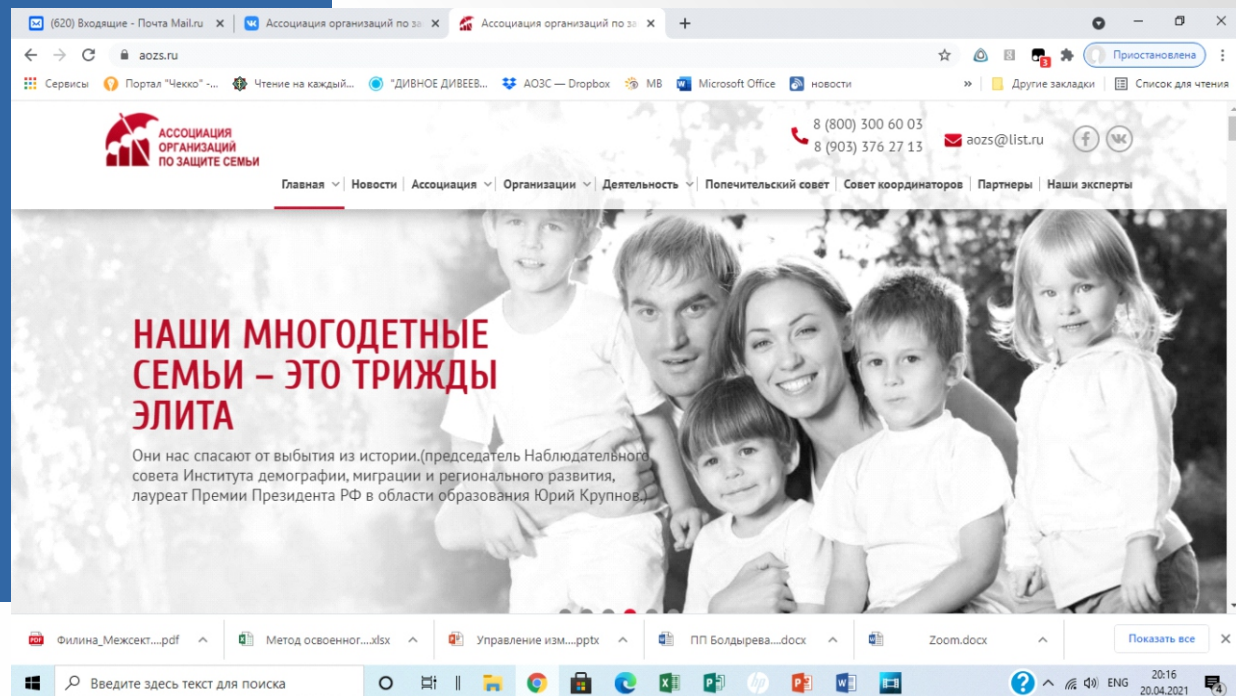 (620) Входящие - Почта Mail.ru
Ассоциация организаций по за
Ассоциация организаций по за
aozs.ru
Приостановлена
Сервисы
Портал "Чекко" -...
Чтение на каждый...
"ДИВНОЕ ДИВЕЕВ...
АОЗС — Dropbox
МВ
Microsoft Office
новости
»
Другие закладки
Список для чтения
АССОЦИАЦИЯ
ОРГАНИЗАЦИЙ
ПО ЗАЩИТЕ СЕМЬИ
8 (800) 300 60 03
8 (903) 376 27 13
aozs@list.ru
Главная
Новости
Ассоциация
Организации
Деятельность
Попечительский совет
Совет координаторов
Партнеры
Наши эксперты
НАШИ МНОГОДЕТНЫЕ
СЕМЬИ – ЭТО ТРИЖДЫ
ЭЛИТА
Они нас спасают от выбытия из истории.(председатель Наблюдательного
совета Института демографии, миграции и регионального развития,
лауреат Премии Президента РФ в области образования Юрий Крупнов.)
Филина_Межсект....pdf
Метод освоенног....xlsx
Управление изм....pptx
ПП Болдырева....docx
Zoom.docx
Показать все
Введите здесь текст для поиска
ENG
20:16
20.04.2021